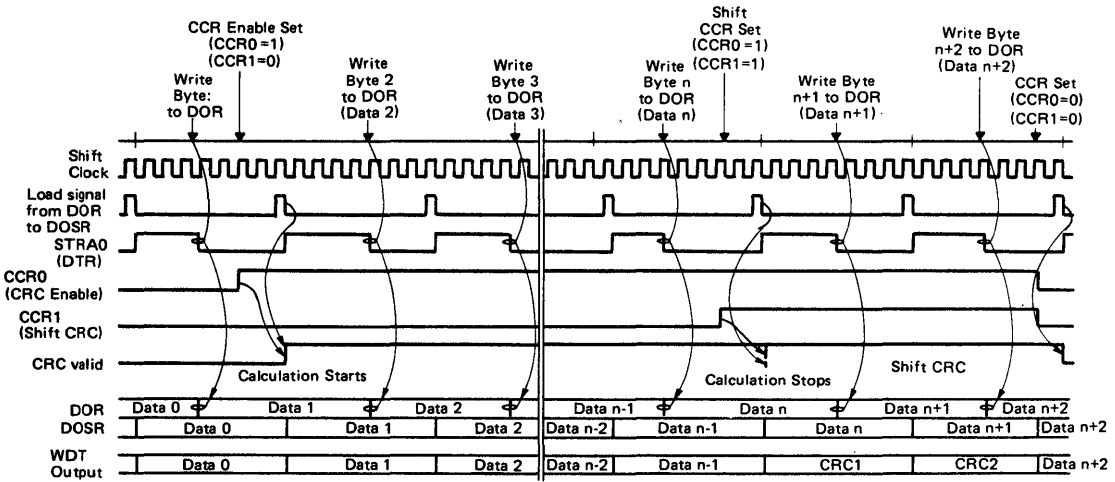 CCR Enable Set
(CCR0=1)
(CCR1=0)
Shift
CCR Set
(CCR0=1)
(CCR1=1)
Write Byte
n+2 to DOR
(Data n+2)
Write
Byte:
to DOR
Write
Byte 2
to DOR
(Data 2)
Write
Byte 3
to DOR
(Data 3)
Write
Byte n
to DOR
(Data n)
Write Byte
n+1 to DOR
(Data n+1)
CCR Set
(CCR0=0)
(CCR1=0)
Shift
Clock
Load signal
from DOR
to DOSR
STRA0
(DTR)
CCR0
(CRC Enable)
CCR1
(Shift CRC)
CRC valid
Calculation Starts
Calculation Stops
Shift CRC
DOR Data 0 Data 1 Data 2 Data n-1 Data n Data n+1 Data n+2
DOSR Data 0 Data 1 Data 2 Data n-2 Data n-1 Data n Data n+1 Data n+2
WDT
Output Data 0 Data 1 Data 2 Data n-2 Data n-1 CRC1 CRC2 Data n+2